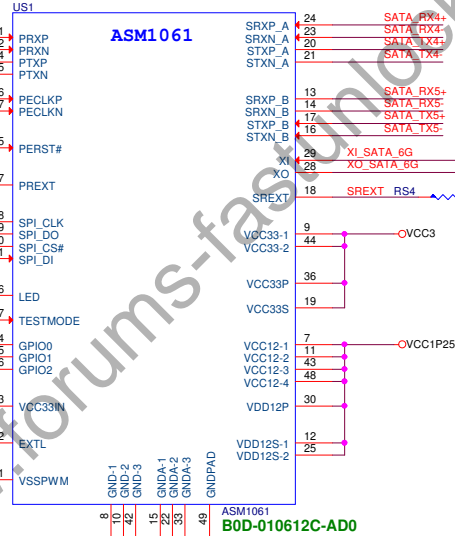 US1
ASM1061
PRXP
PRXN
PTXP
PTXN
PECLKP
PECLKN
PERST#
PREXT
SPI_CLK
SPI_DO
SPI_CS#
SPI_DI
LED
TESTMODE
GPIO0
GPIO1
GPIO2
VCC33IN
EXTL
VSSPWM
SRXP_A 24 SATA_RX4+
SRXN_A 23 SATA_RX4-
STXP_A 20 SATA_TX4+
STXN_A 21 SATA_TX4-
SRXP_B 13 SATA_RX5+
SRXN_B 14 SATA_RX5-
STXP_B 17 SATA_TX5+
STXN_B 16 SATA_TX5-
XI 29 XI_SATA_6G
XO 28 XO_SATA_6G
SREXT 18 SREXT RS4
VCC33-1 9 VCC3
VCC33-2 44
VCC33P 36
VCC33S 19
VCC12-1 7 VCC1P25
VCC12-2 11
VCC12-3 43
VCC12-4 48
VDD12P 30
VDD12S-1 12
VDD12S-2 25
GND-1 8
GND-2 10
GND-3 42
GNDA-1 15
GNDA-2 22
GNDA-3 33
GNDPAD 49
ASM1061
B0D-010612C-AD0
.forums-fastunlock